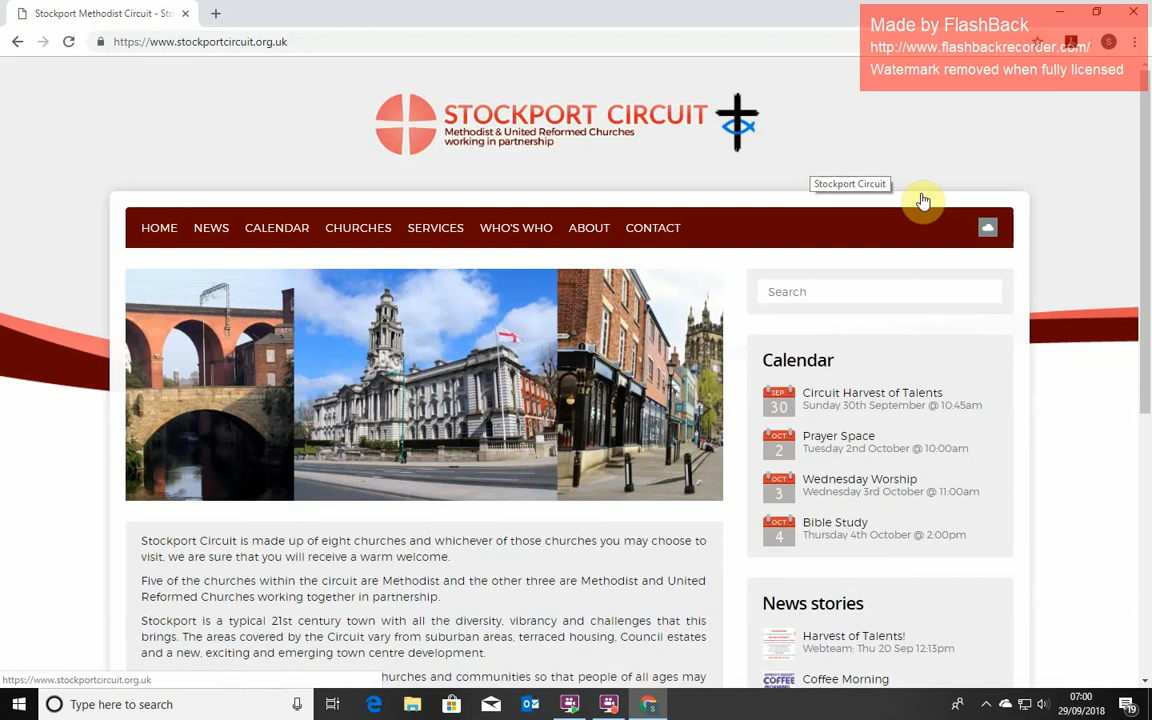 Stockport Methodist Circuit - Sto
Made by FlashBack
http://www.flashbackrecorder.com/
Watermark removed when fully licensed
https://www.stockportcircuit.org.uk
S
STOCKPORT CIRCUIT
Methodist & United Reformed Churches
working in partnership
Stockport Circuit
HOME NEWS CALENDAR CHURCHES SERVICES WHO'S WHO ABOUT CONTACT
Search
Calendar
SEP 30
Circuit Harvest of Talents
Sunday 30th September @ 10:45am
OCT 2
Prayer Space
Tuesday 2nd October @ 10:00am
OCT 3
Wednesday Worship
Wednesday 3rd October @ 11:00am
OCT 4
Bible Study
Thursday 4th October @ 2:00pm
Stockport Circuit is made up of eight churches and whichever of those churches you may choose to
visit, we are sure that you will receive a warm welcome.
Five of the churches within the circuit are Methodist and the other three are Methodist and United
Reformed Churches working together in partnership.
Stockport is a typical 21st century town with all the diversity, vibrancy and challenges that this
brings. The areas covered by the Circuit vary from suburban areas, terraced housing, Council estates
and a new, exciting and emerging town centre development.
hurches and communities so that people of all ages may
News stories
Harvest of Talents!
Webteam: Thu 20 Sep 12:13pm
COFFEE
Coffee Morning
https://www.stockportcircuit.org.uk
Type here to search
07:00
29/09/2018
19